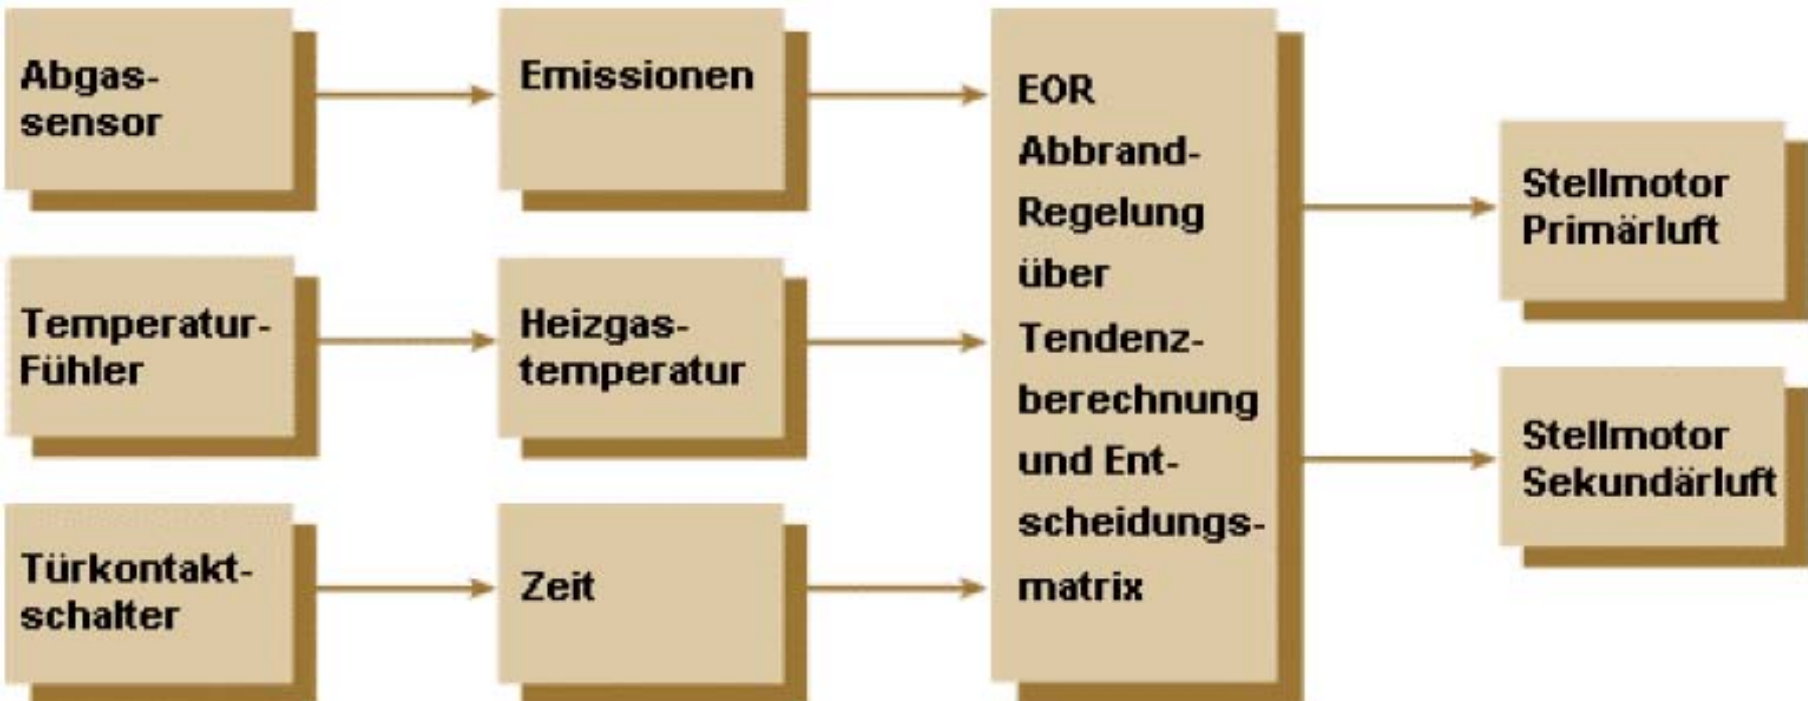 Abgas-
sensor
Emissionen
EOR
Abbrand-
Regelung
über
Tendenz-
berechnung
und Ent-
scheidungs-
matrix
Stellmotor
Primärluft
Temperatur-
Fühler
Heizgas-
temperatur
Stellmotor
Sekundärluft
Türkontakt-
schalter
Zeit